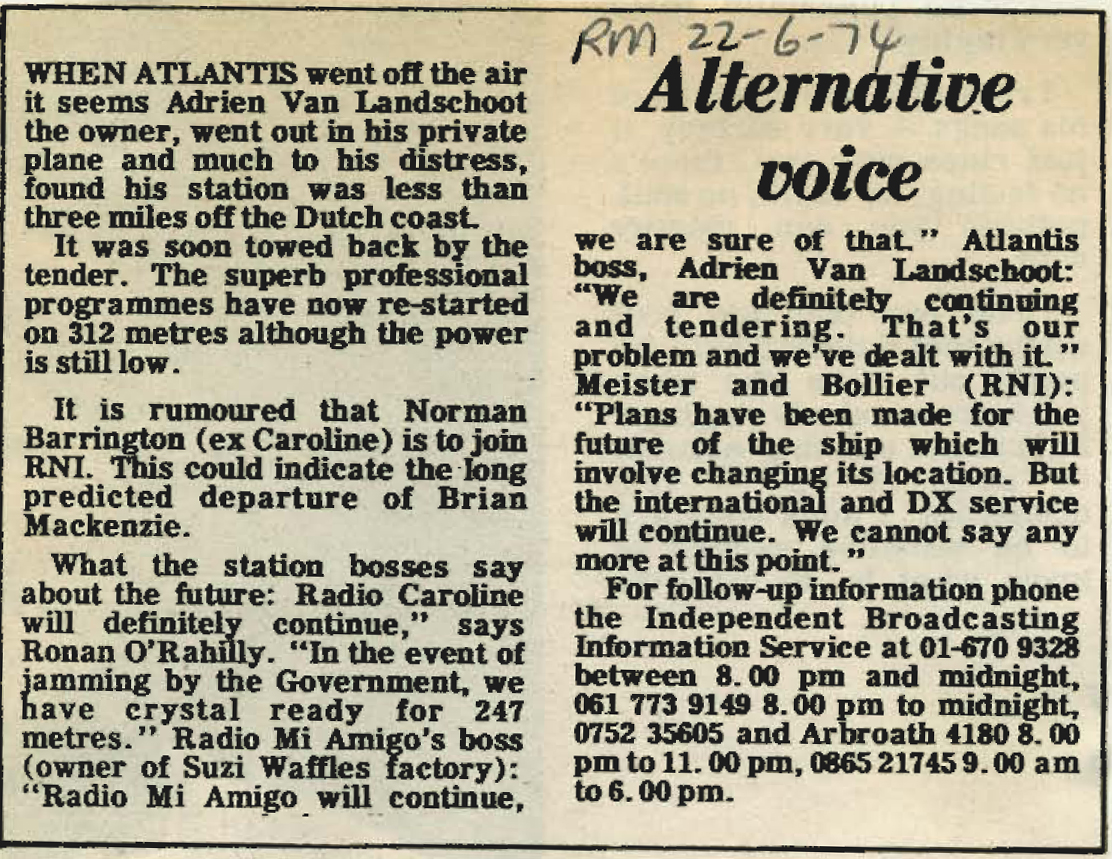 RM 22-6-74
Alternative
voice
WHEN ATLANTIS went off the air
it seems Adrien Van Landschoot
the owner, went out in his private
plane and much to his distress,
found his station was less than
three miles off the Dutch coast.
It was soon towed back by the
tender. The superb professional
programmes have now re-started
on 312 metres although the power
is still low.
It is rumoured that Norman
Barrington (ex Caroline) is to join
RNI. This could indicate the long
predicted departure of Brian
Mackenzie.
What the station bosses say
about the future: Radio Caroline
will definitely continue," says
Ronan O'Rahilly. "In the event of
jamming by the Government, we
have crystal ready for 247
metres." Radio Mi Amigo's boss
(owner of Suzi Waffles factory):
"Radio Mi Amigo will continue,
we are sure of that." Atlantis
boss, Adrien Van Landschoot:
"We are definitely continuing
and tendering. That's our
problem and we've dealt with it."
Meister and Bollier (RNI):
"Plans have been made for the
future of the ship which will
involve changing its location. But
the international and DX service
will continue. We cannot say any
more at this point."
For follow-up information phone
the Independent Broadcasting
Information Service at 01-670 9328
between 8.00 pm and midnight,
061 773 9149 8.00 pm to midnight,
0752 35605 and Arbroath 4180 8.00
pm to 11.00 pm, 0865 21745 9.00 am
to 6.00 pm.